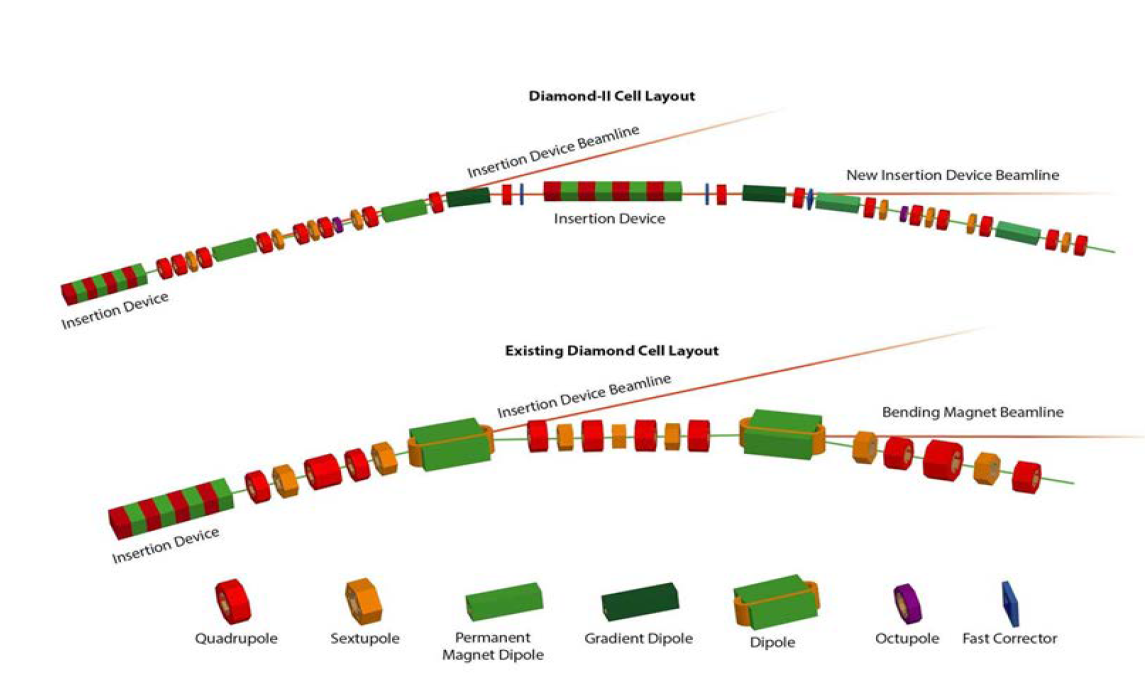 Diamond-II Cell Layout
Insertion Device Beamline
New Insertion Device Beamline
Insertion Device
Insertion Device
Existing Diamond Cell Layout
Insertion Device Beamline
Bending Magnet Beamline
Insertion Device
Quadrupole
Sextupole
Permanent
Magnet Dipole
Gradient Dipole
Dipole
Octupole
Fast Corrector